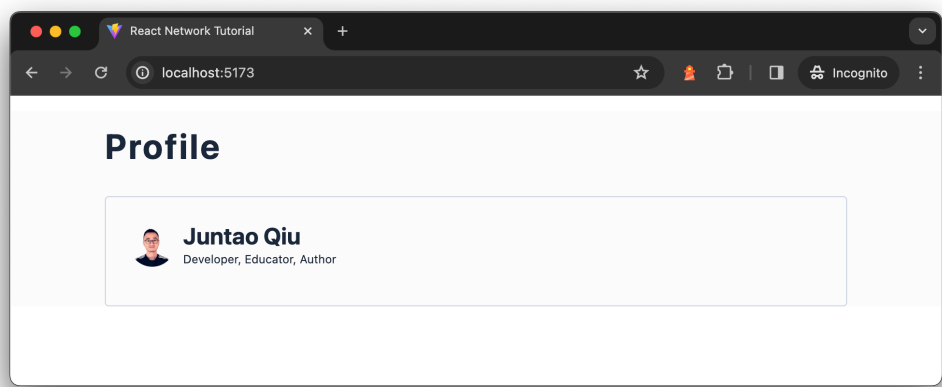 React Network Tutorial
localhost:5173
Incognito
Profile
Juntao Qiu
Developer, Educator, Author